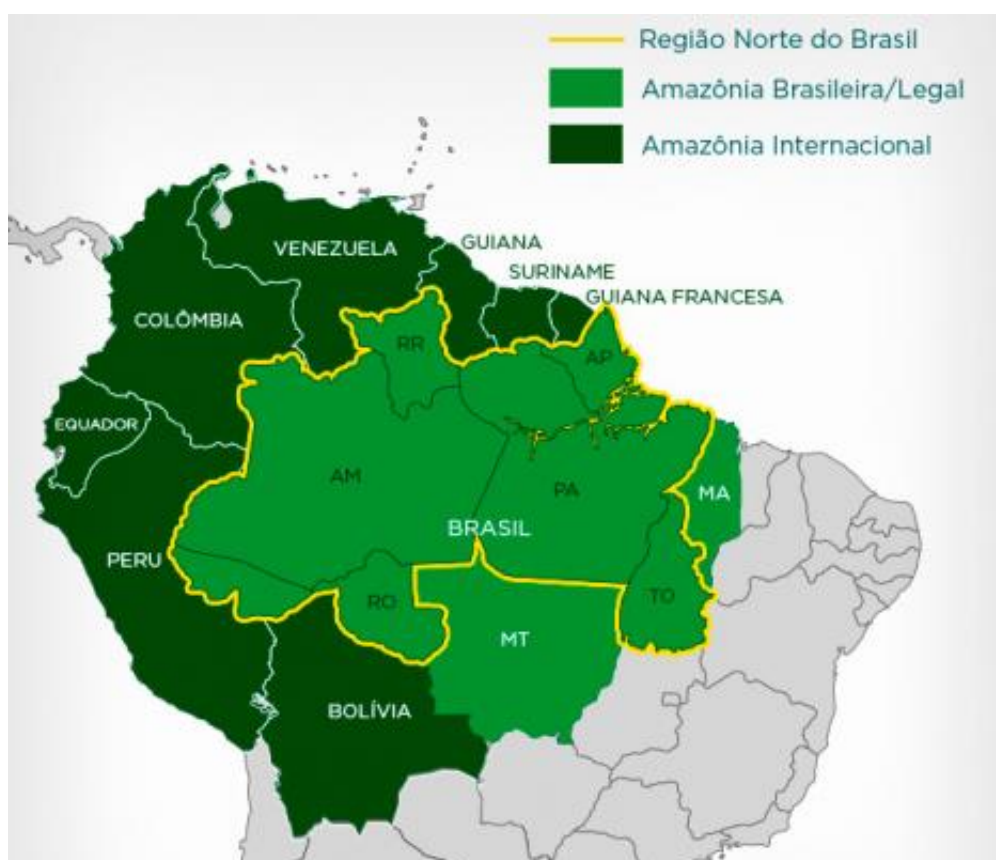 Região Norte do Brasil
Amazônia Brasileira/Legal
Amazônia Internacional
VENEZUELA
GUIANA
SURINAME
GUIANA FRANCESA
COLÔMBIA
RR
AP
EQUADOR
AM
PA
MA
BRASIL
PERU
RO
TO
MT
BOLÍVIA